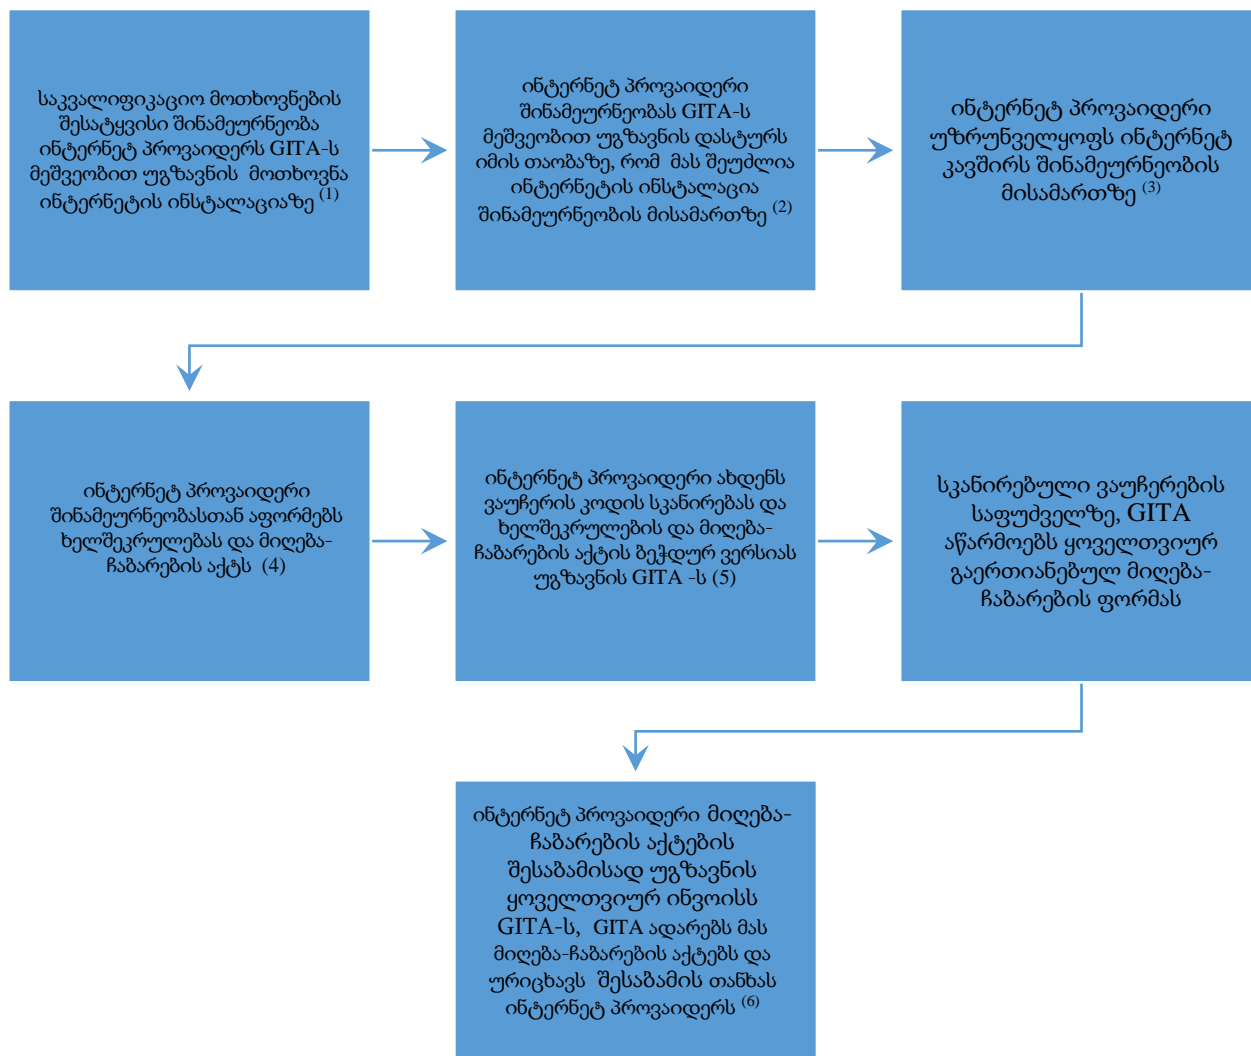 საკვალიფიკაციო მოთხოვნების
შესატყვისი შინამეურნეობა
ინტერნეტ პროვაიდერს GITA-ს
მეშვეობით უგზავნის მოთხოვნა
ინტერნეტის ინსტალაციაზე (1)
ინტერნეტ პროვაიდერი
შინამეურნეობას GITA-ს
მეშვეობით უგზავნის დასტურს
იმის თაობაზე, რომ მას შეუძლია
ინტერნეტის ინსტალაცია
შინამეურნეობის მისამართზე (2)
ინტერნეტ პროვაიდერი
უზრუნველყოფს ინტერნეტ
კავშირს შინამეურნეობის
მისამართზე (3)
ინტერნეტ პროვაიდერი
შინამეურნეობასთან აფორმებს
ხელშეკრულებას და მიღება-
ჩაბარების აქტს (4)
ინტერნეტ პროვაიდერი ახდენს
ვაუჩერის კოდის სკანირებას და
ხელშეკრულების და მიღება-
ჩაბარების აქტის ბეჭდურ ვერსიას
უგზავნის GITA -ს (5)
სკანირებული ვაუჩერების
საფუძველზე, GITA
აწარმოებს ყოველთვიურ
გაერთიანებულ მიღება-
ჩაბარების ფორმას
ინტერნეტ პროვაიდერი მიღება-
ჩაბარების აქტების
შესაბამისად უგზავნის
ყოველთვიურ ინვოისს
GITA-ს, GITA ადარებს მას
მიღება-ჩაბარების აქტებს და
ურიცხავს შესაბამის თანხას
ინტერნეტ პროვაიდერს (6)